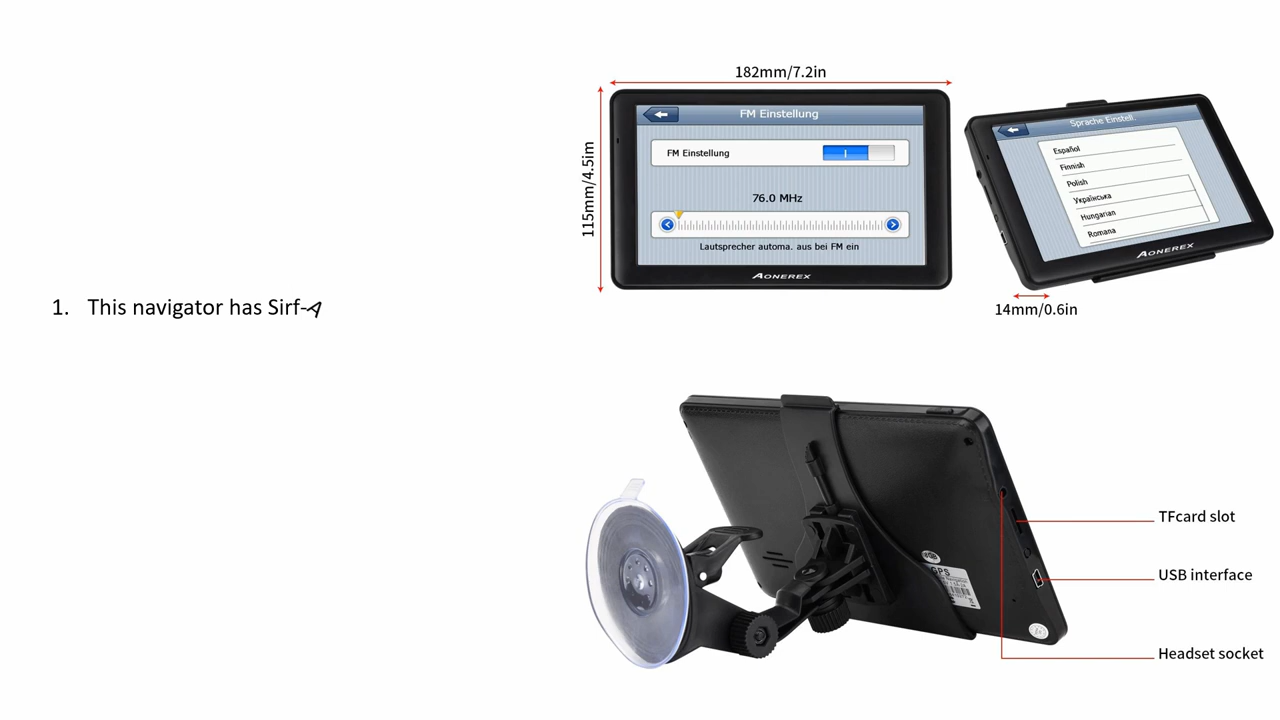 182mm/7.2in
115mm/4.5im
FM Einstellung
FM Einstellung
76.0 MHz
Lautsprecher automa. aus bei FM ein
AONEREX
Sprache Einstell.
Español
Finnish
Polish
Українська
Hungarian
Romana
AONEREX
14mm/0.6in
1. This navigator has Sirf-A
TFcard slot
USB interface
Headset socket
GPS